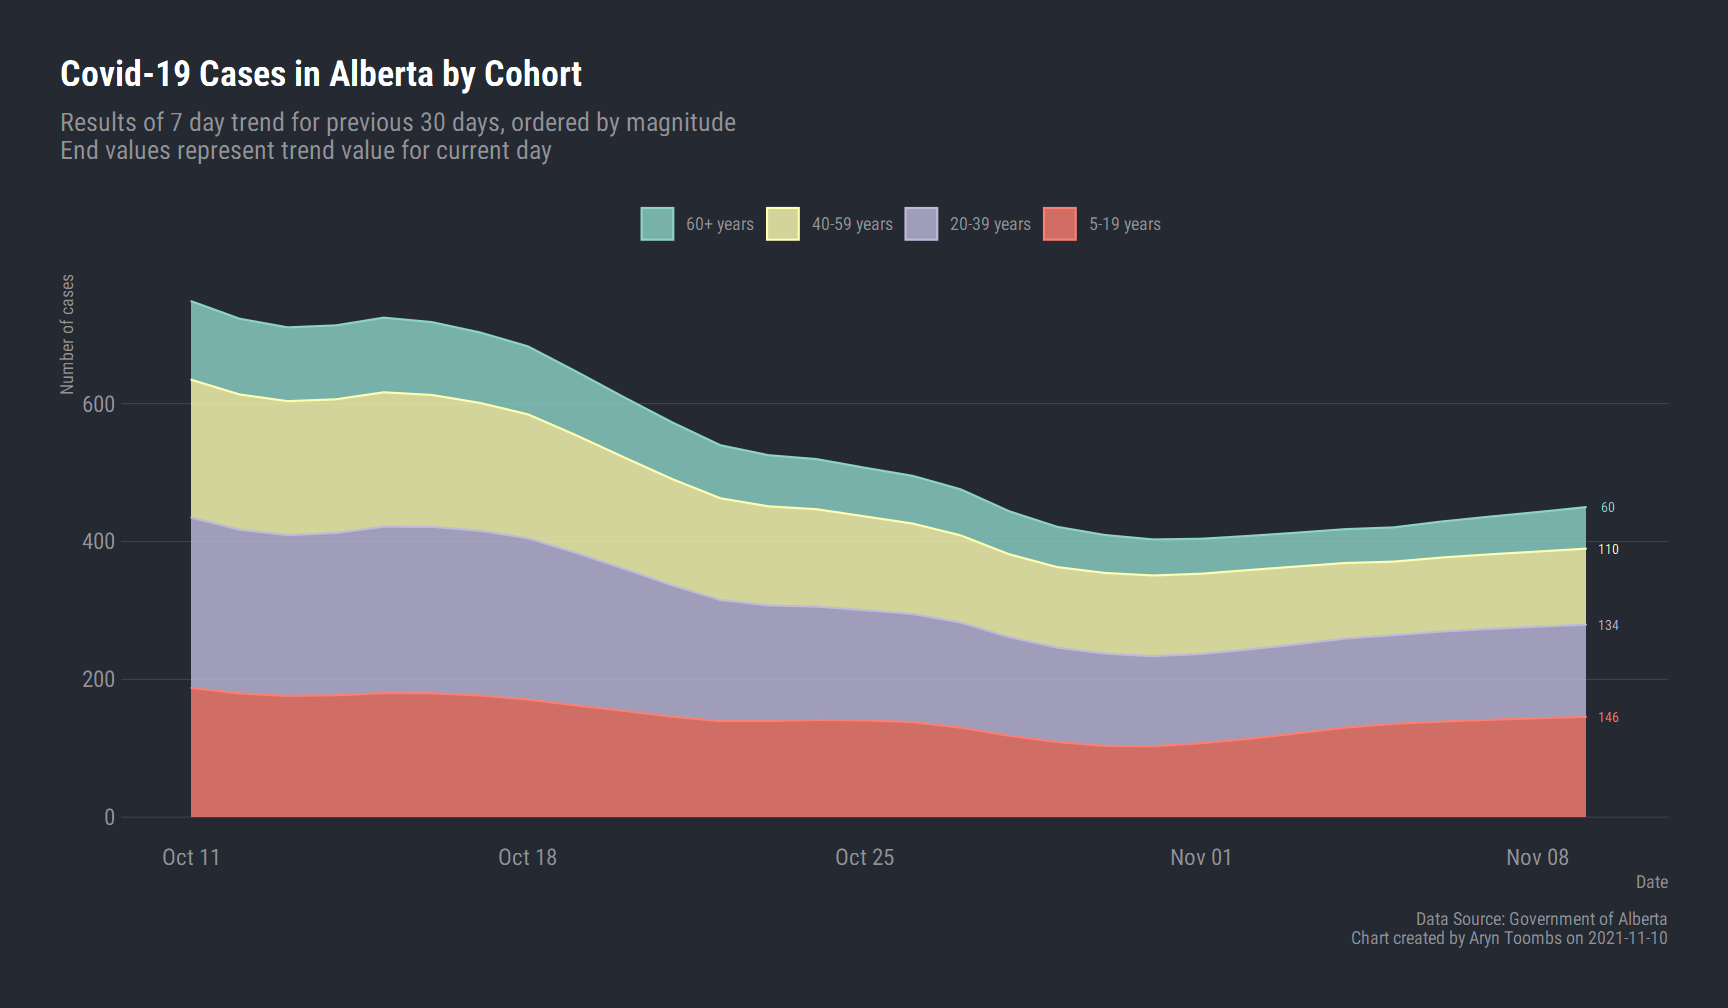 Covid-19 Cases in Alberta by Cohort
Results of 7 day trend for previous 30 days, ordered by magnitude
End values represent trend value for current day
60+ years
40-59 years
20-39 years
5-19 years
Number of cases
600
400
200
0
60
110
134
146
Oct 11
Oct 18
Oct 25
Nov 01
Nov 08
Date
Data Source: Government of Alberta
Chart created by Aryn Toombs on 2021-11-10